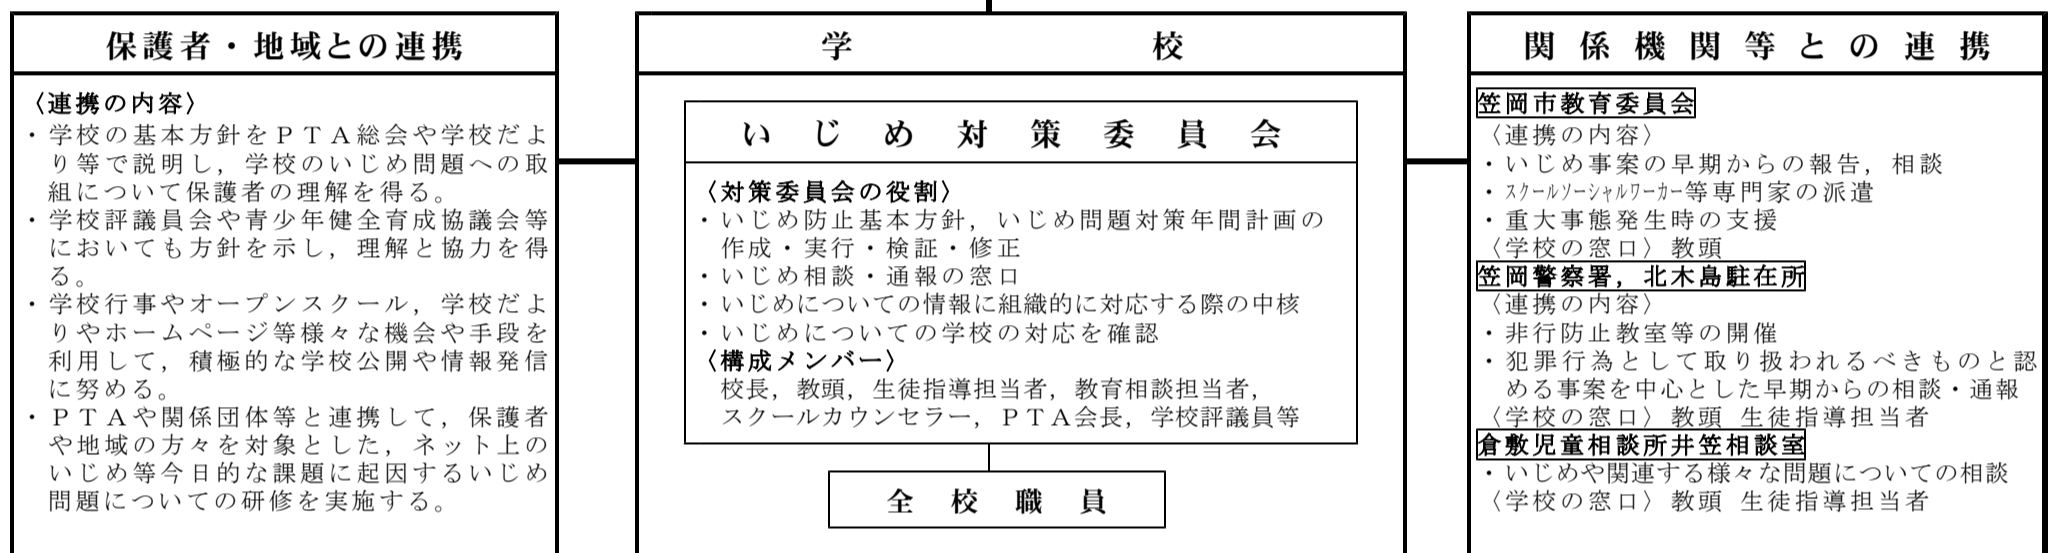 保護者・地域との連携
〈連携の内容〉
・学校の基本方針をＰＴＡ総会や学校だよ
り等で説明し，学校のいじめ問題への取
組について保護者の理解を得る。
・学校評議員会や青少年健全育成協議会等
においても方針を示し，理解と協力を得
る。
・学校行事やオープンスクール，学校だよ
りやホームページ等様々な機会や手段を
利用して，積極的な学校公開や情報発信
に努める。
・ＰＴＡや関係団体等と連携して，保護者
や地域の方々を対象とした，ネット上の
いじめ等今日的な課題に起因するいじめ
問題についての研修を実施する。
学校
いじめ対策委員会
〈対策委員会の役割〉
・いじめ防止基本方針，いじめ問題対策年間計画の
作成・実行・検証・修正
・いじめ相談・通報の窓口
・いじめについての情報に組織的に対応する際の中核
・いじめについての学校の対応を確認
〈構成メンバー〉
校長，教頭，生徒指導担当者，教育相談担当者，
スクールカウンセラー，ＰＴＡ会長，学校評議員等
全校職員
関係機関等との連携
笠岡市教育委員会
〈連携の内容〉
・いじめ事案の早期からの報告，相談
・ｽｸｰﾙｿｰｼｬﾙﾜｰｶｰ等専門家の派遣
・重大事態発生時の支援
〈学校の窓口〉教頭
笠岡警察署，北木島駐在所
〈連携の内容〉
・非行防止教室等の開催
・犯罪行為として取り扱われるべきものと認
める事案を中心とした早期からの相談・通報
〈学校の窓口〉教頭　生徒指導担当者
倉敷児童相談所井笠相談室
・いじめや関連する様々な問題についての相談
〈学校の窓口〉教頭　生徒指導担当者